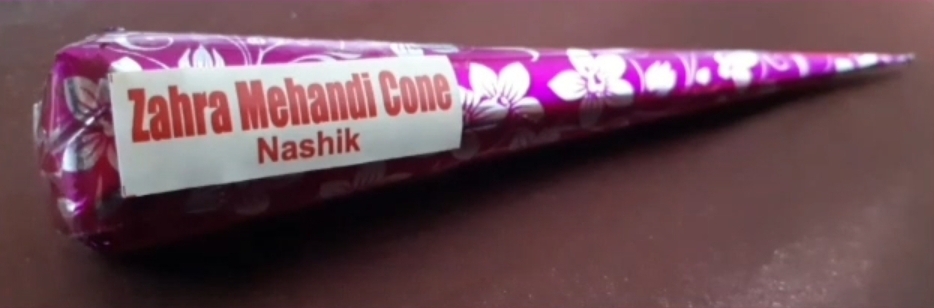 Zahra Mehandi Cone
Nashik